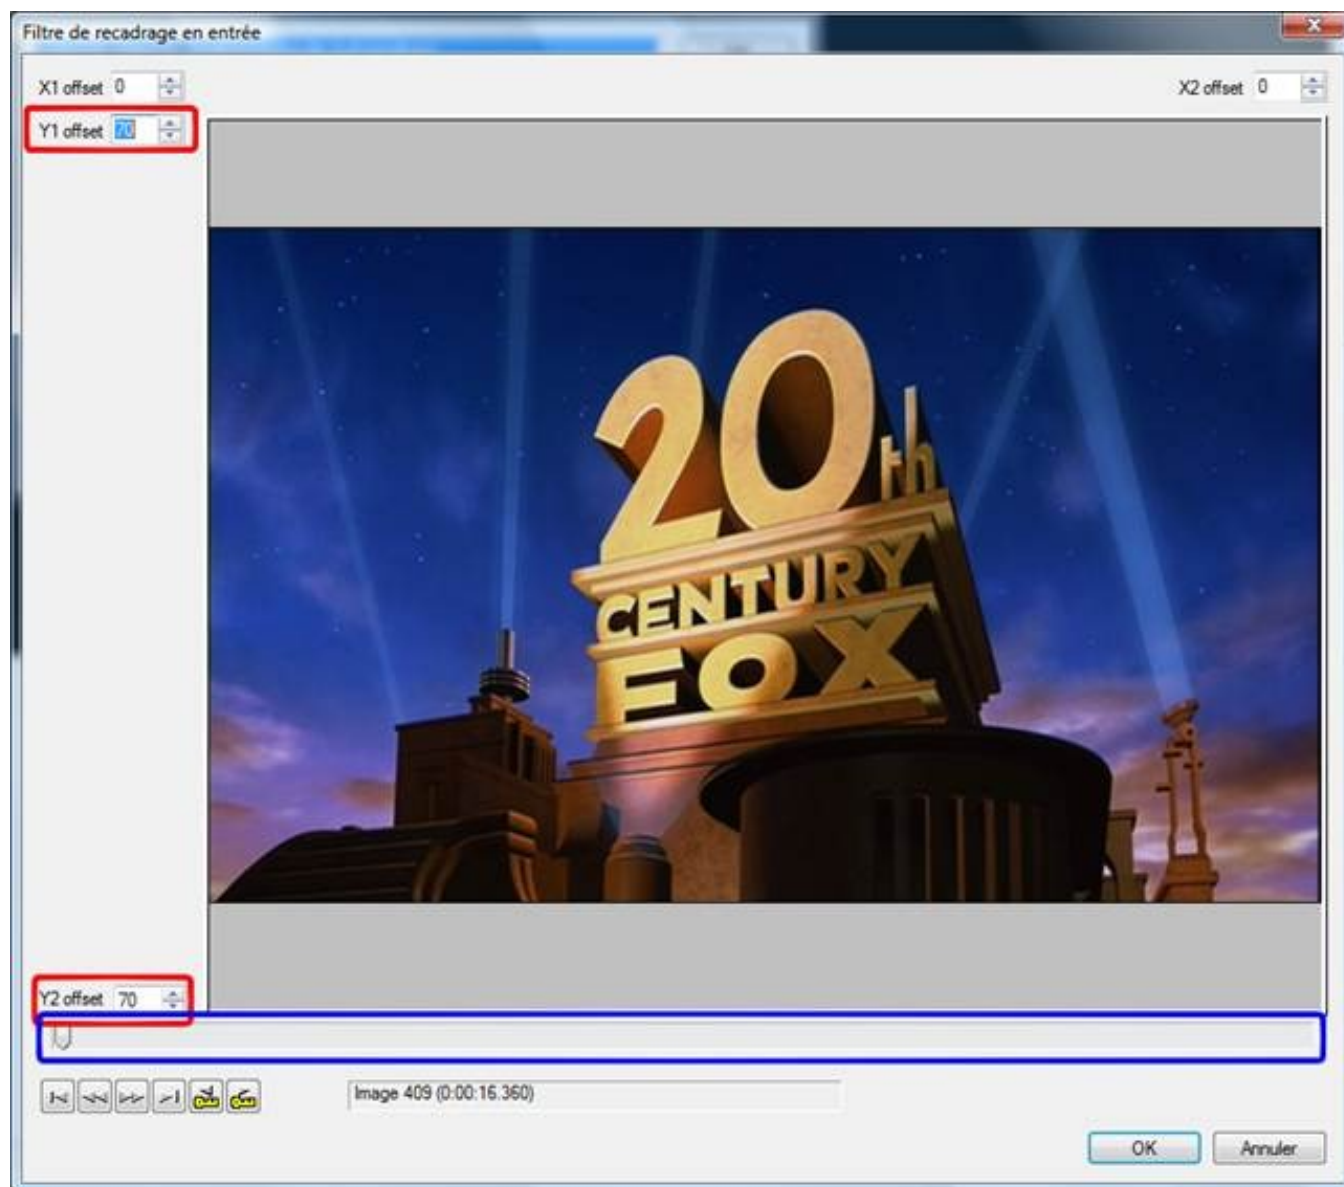 Filtre de recadrage en entrée
X1 offset 0
X2 offset 0
Y1 offset 70
20th
CENTURY
FOX
Y2 offset 70
Image 409 (0:00:16.360)
OK Annuler